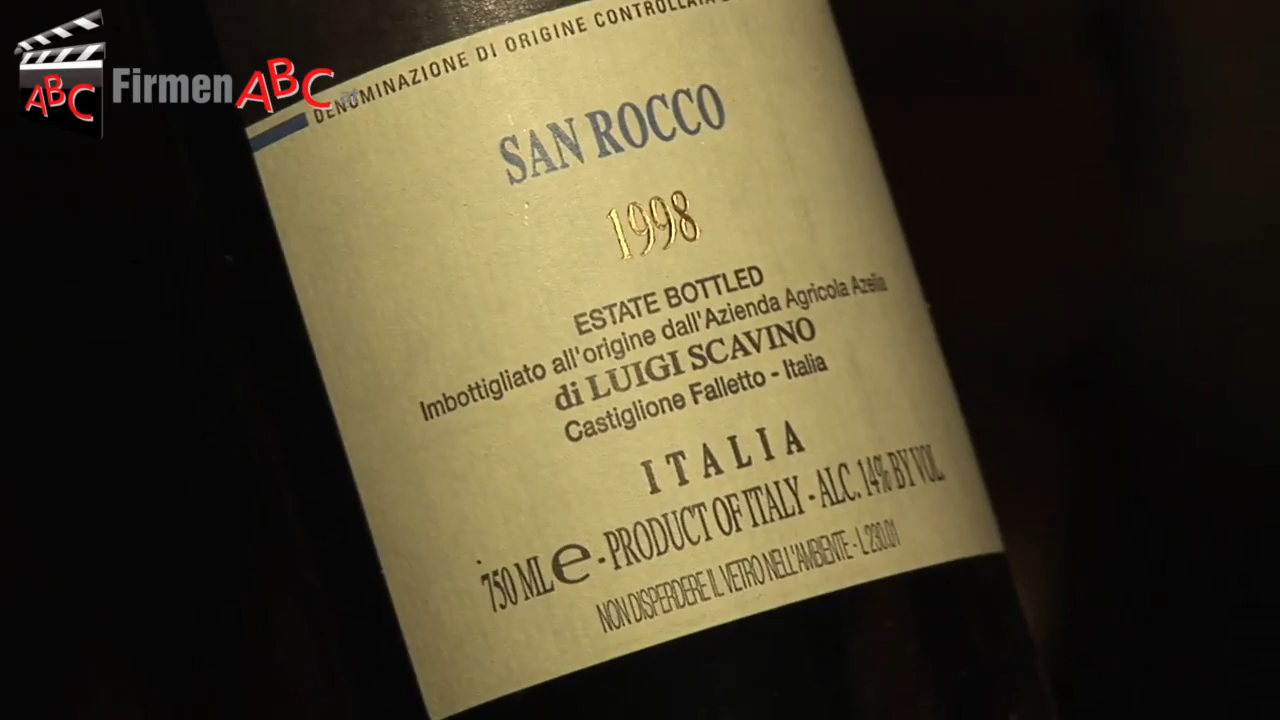 ABC
Firmen ABC
DENOMINAZIONE DI ORIGINE CONTROLLATA
SAN ROCCO
1998
ESTATE BOTTLED
Imbottigliato all'origine dall'Azienda Agricola Azelia
di LUIGI SCAVINO
Castiglione Falletto - Italia
ITALIA
750 ML e - PRODUCT OF ITALY - ALC. 14% BY VOL.
NON DISPERDERE IL VETRO NELL'AMBIENTE - L 230.01